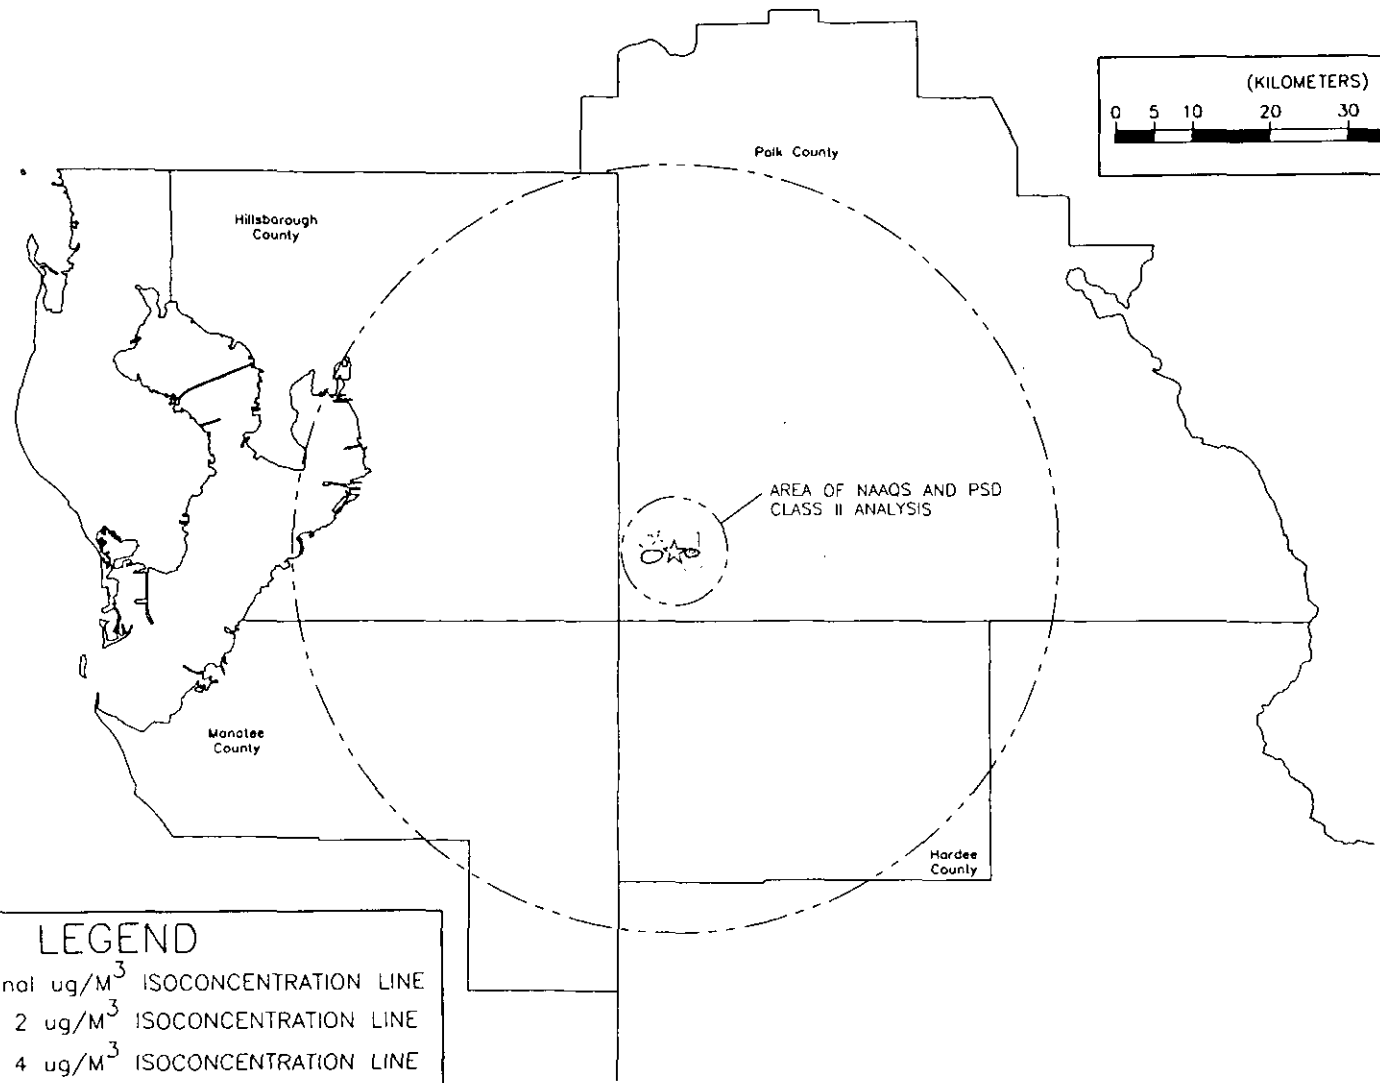 (KILOMETERS)
0 5 10 20 30
Polk County
Hillsborough
County
AREA OF NAAQS AND PSD
CLASS II ANALYSIS
Manatee
County
Hardee
County
LEGEND
nal ug/M³ ISOCONCENTRATION LINE
2 ug/M³ ISOCONCENTRATION LINE
4 ug/M³ ISOCONCENTRATION LINE